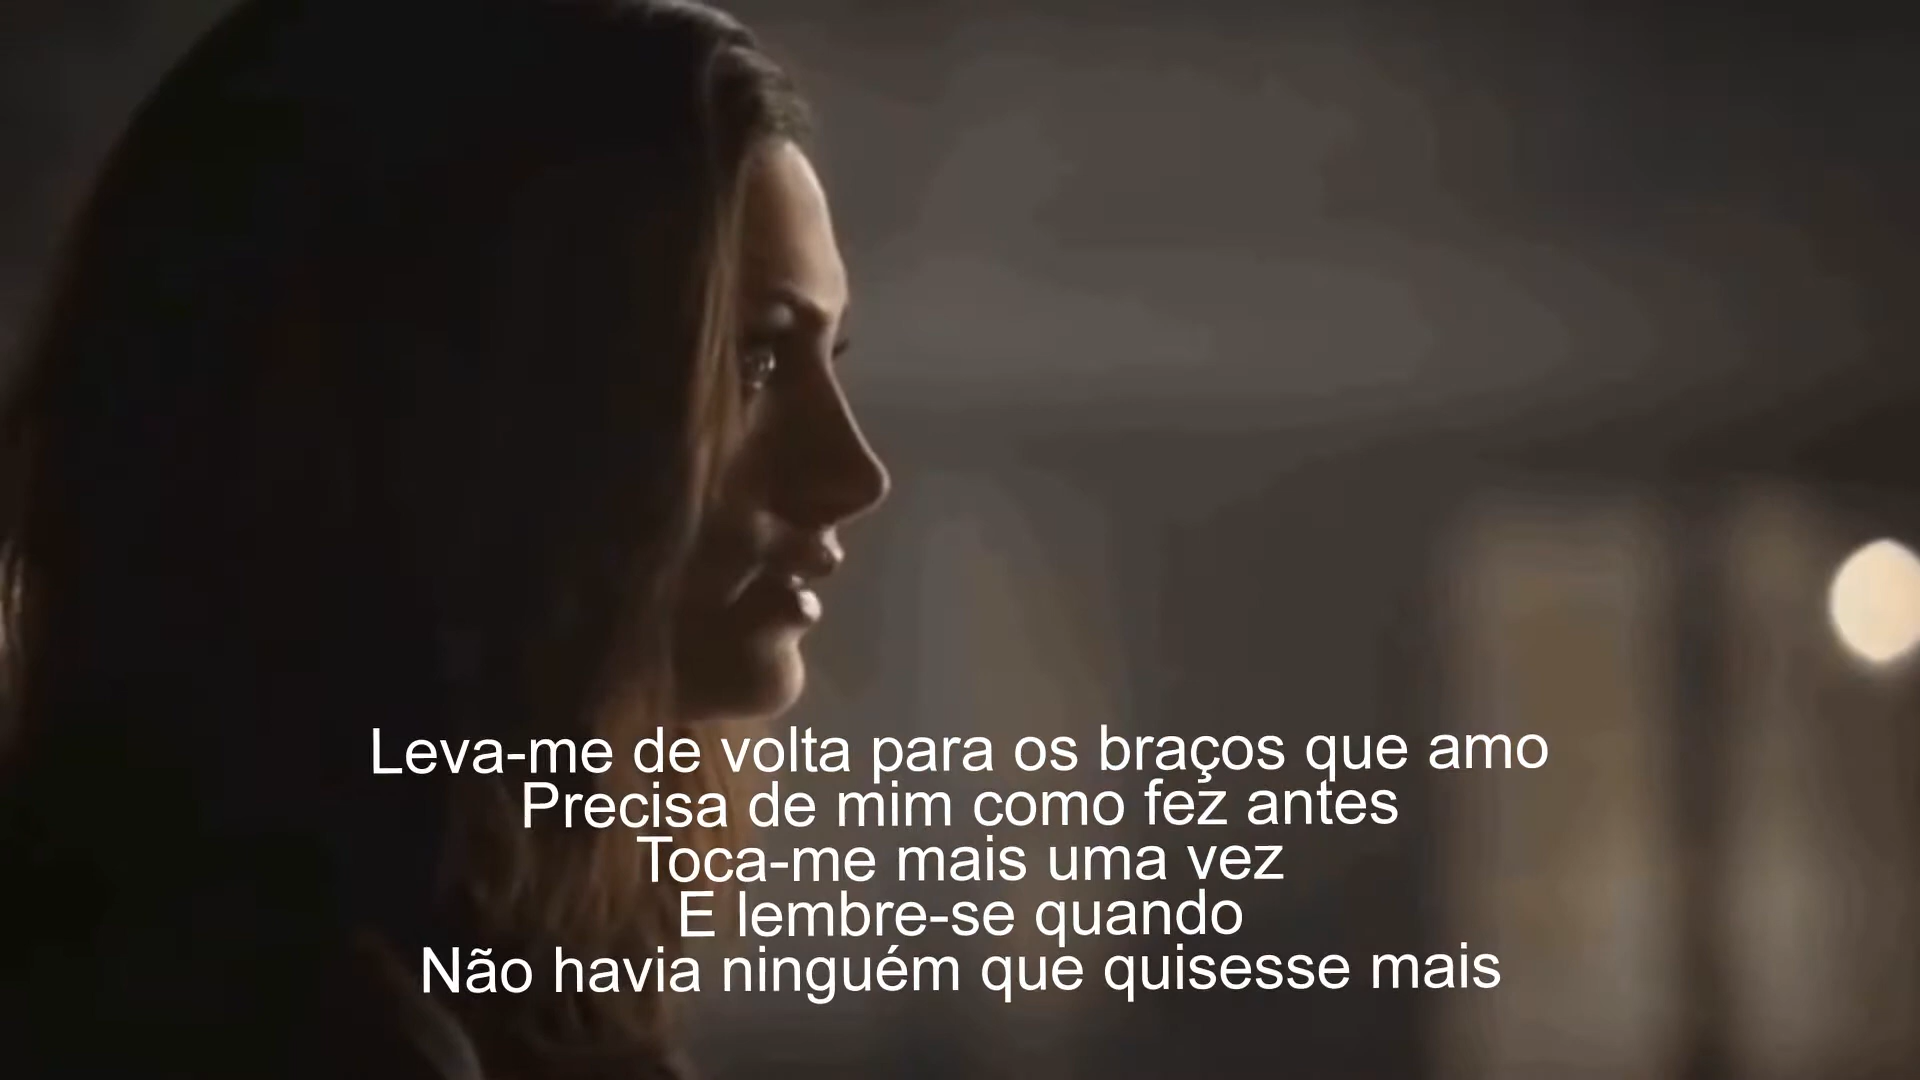 Leva-me de volta para os braços que amo
Precisa de mim como fez antes
Toca-me mais uma vez
E lembre-se quando
Não havia ninguém que quisesse mais